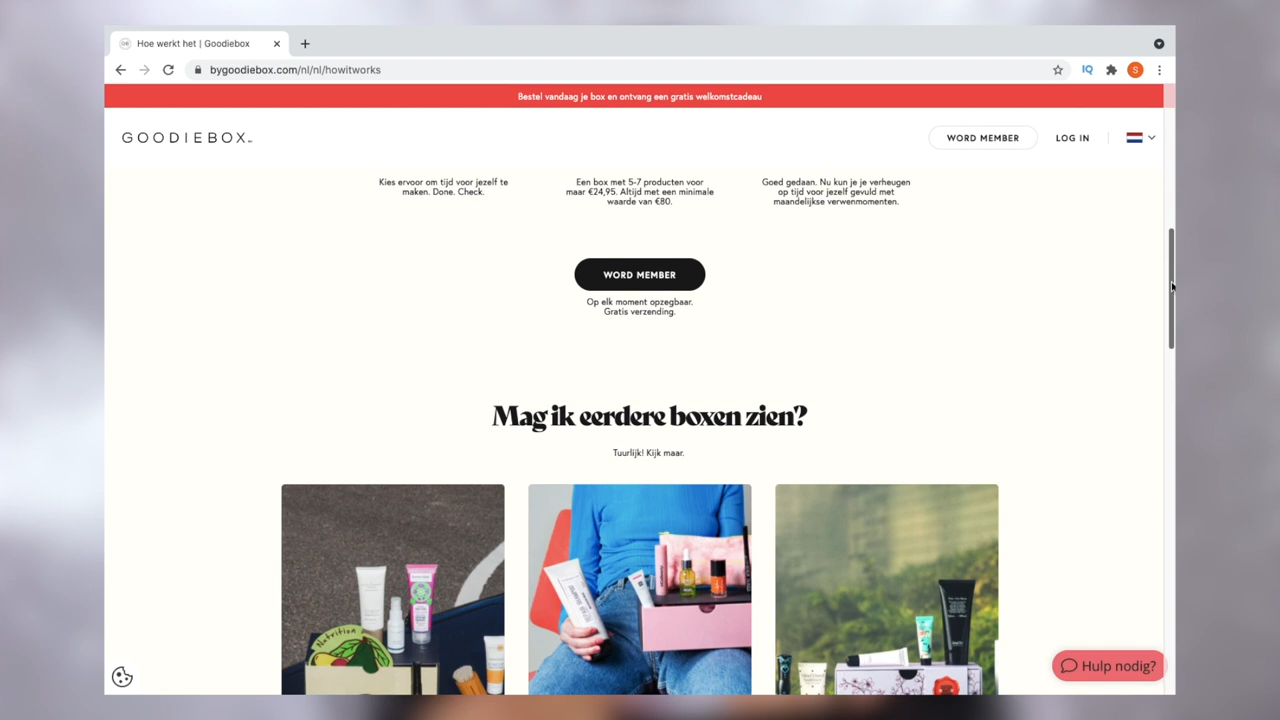 Hoe werkt het | Goodiebox
bygoodiebox.com/nl/nl/howitworks
IQ
S
Bestel vandaag je box en ontvang een gratis welkomstcadeau
GOODIEBOX
WORD MEMBER
LOG IN
Kies ervoor om tijd voor jezelf te
maken. Done. Check.
Een box met 5-7 producten voor
maar €24,95. Altijd met een minimale
waarde van €80.
Goed gedaan. Nu kun je je verheugen
op tijd voor jezelf gevuld met
maandelijkse verwenmomenten.
WORD MEMBER
Op elk moment opzegbaar.
Gratis verzending.
Mag ik eerdere boxen zien?
Tuurlijk! Kijk maar.
Nutrition
Hulp nodig?